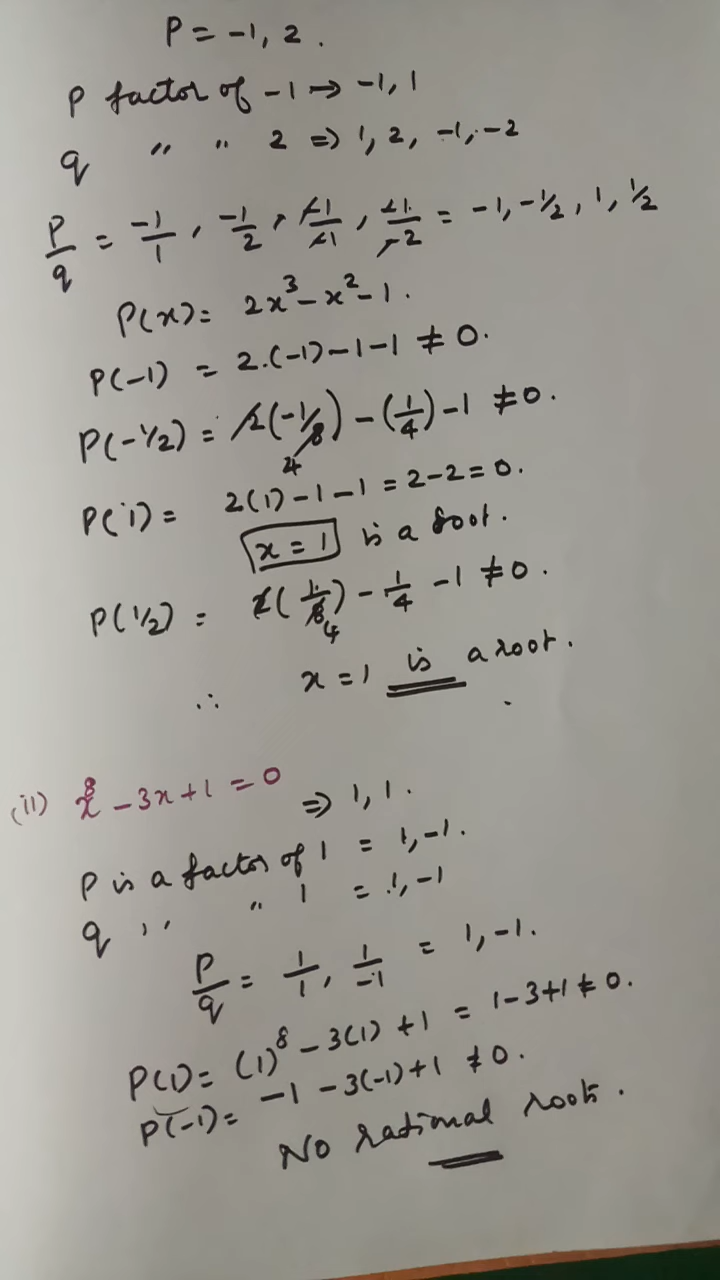 P = -1, 2.
P factor of -1 → -1, 1
q " " 2 ⇒ 1, 2, -1, -2
P/q = -1/1, -1/2, -1/-1, -1/-2 = -1, -1/2, 1, 1/2
P(x) = 2x³ - x² - 1.
P(-1) = 2.(-1) - 1 - 1 ≠ 0.
P(-1/2) = 2(-1/8) - (1/4) - 1 ≠ 0.
4
P(1) = 2(1) - 1 - 1 = 2 - 2 = 0.
x = 1 is a root.
P(1/2) = 2(1/8) - 1/4 - 1 ≠ 0.
4
∴ x = 1 is a root.
(ii) x⁸ - 3x + 1 = 0
⇒ 1, 1.
P is a factor of 1 = 1, -1.
q ,, " 1 = 1, -1
P/q = 1/1, 1/-1 = 1, -1.
P(1) = (1)⁸ - 3(1) + 1 = 1 - 3 + 1 ≠ 0.
P(-1) = -1 - 3(-1) + 1 ≠ 0.
No rational roots.